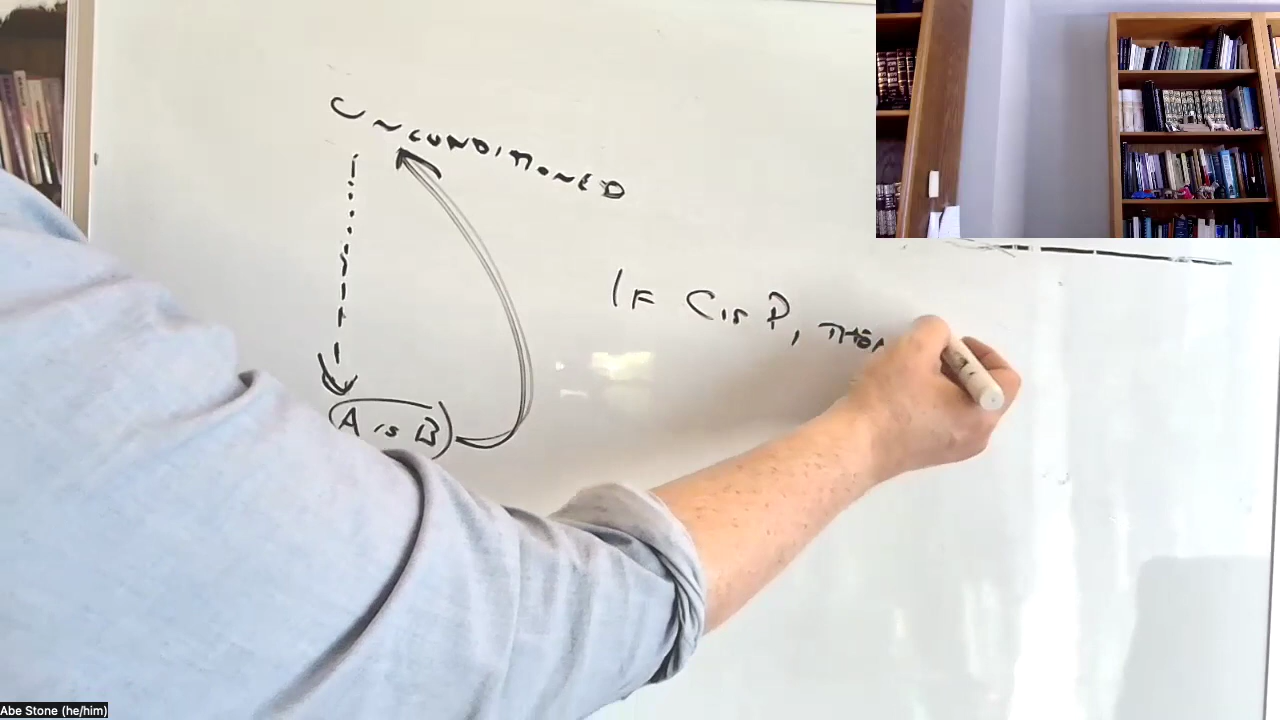 UNCONDITIONED
IF C is P, THEN
A is B
Abe Stone (he/him)